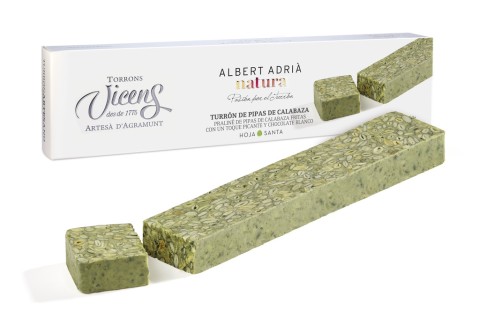 TORRONS
Vicens
des de 1775
ARTESÀ D'AGRAMUNT
ALBERT ADRIÀ
natura
TURRÓN DE PIPAS DE CALABAZA
PRALINÉ DE PIPAS DE CALABAZA FRITAS
CON UN TOQUE PICANTE Y CHOCOLATE BLANCO
HOJA SANTA